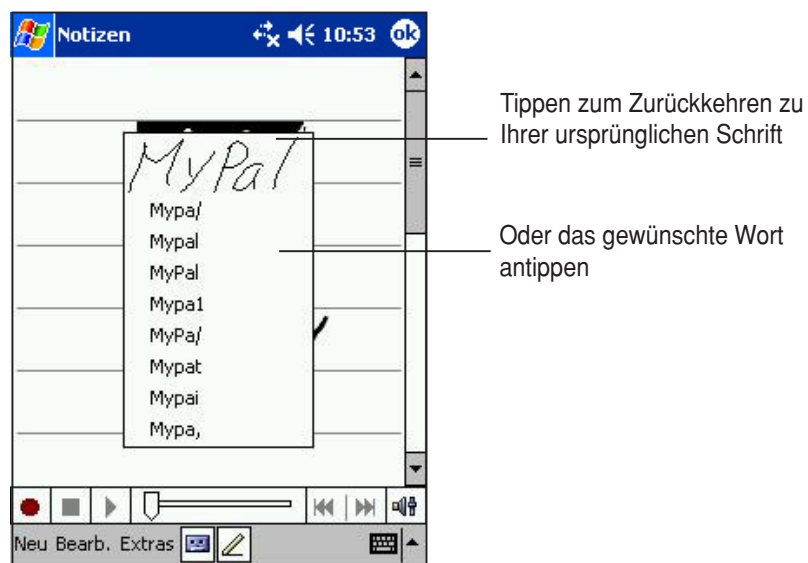 Notizen 10:53 ok
Tippen zum Zurückkehren zu
Ihrer ursprünglichen Schrift
MyPal
Mypa/
Mypal
MyPal
Mypa1
MyPa/
Mypat
Mypai
Mypa,
Oder das gewünschte Wort
antippen
Neu Bearb. Extras